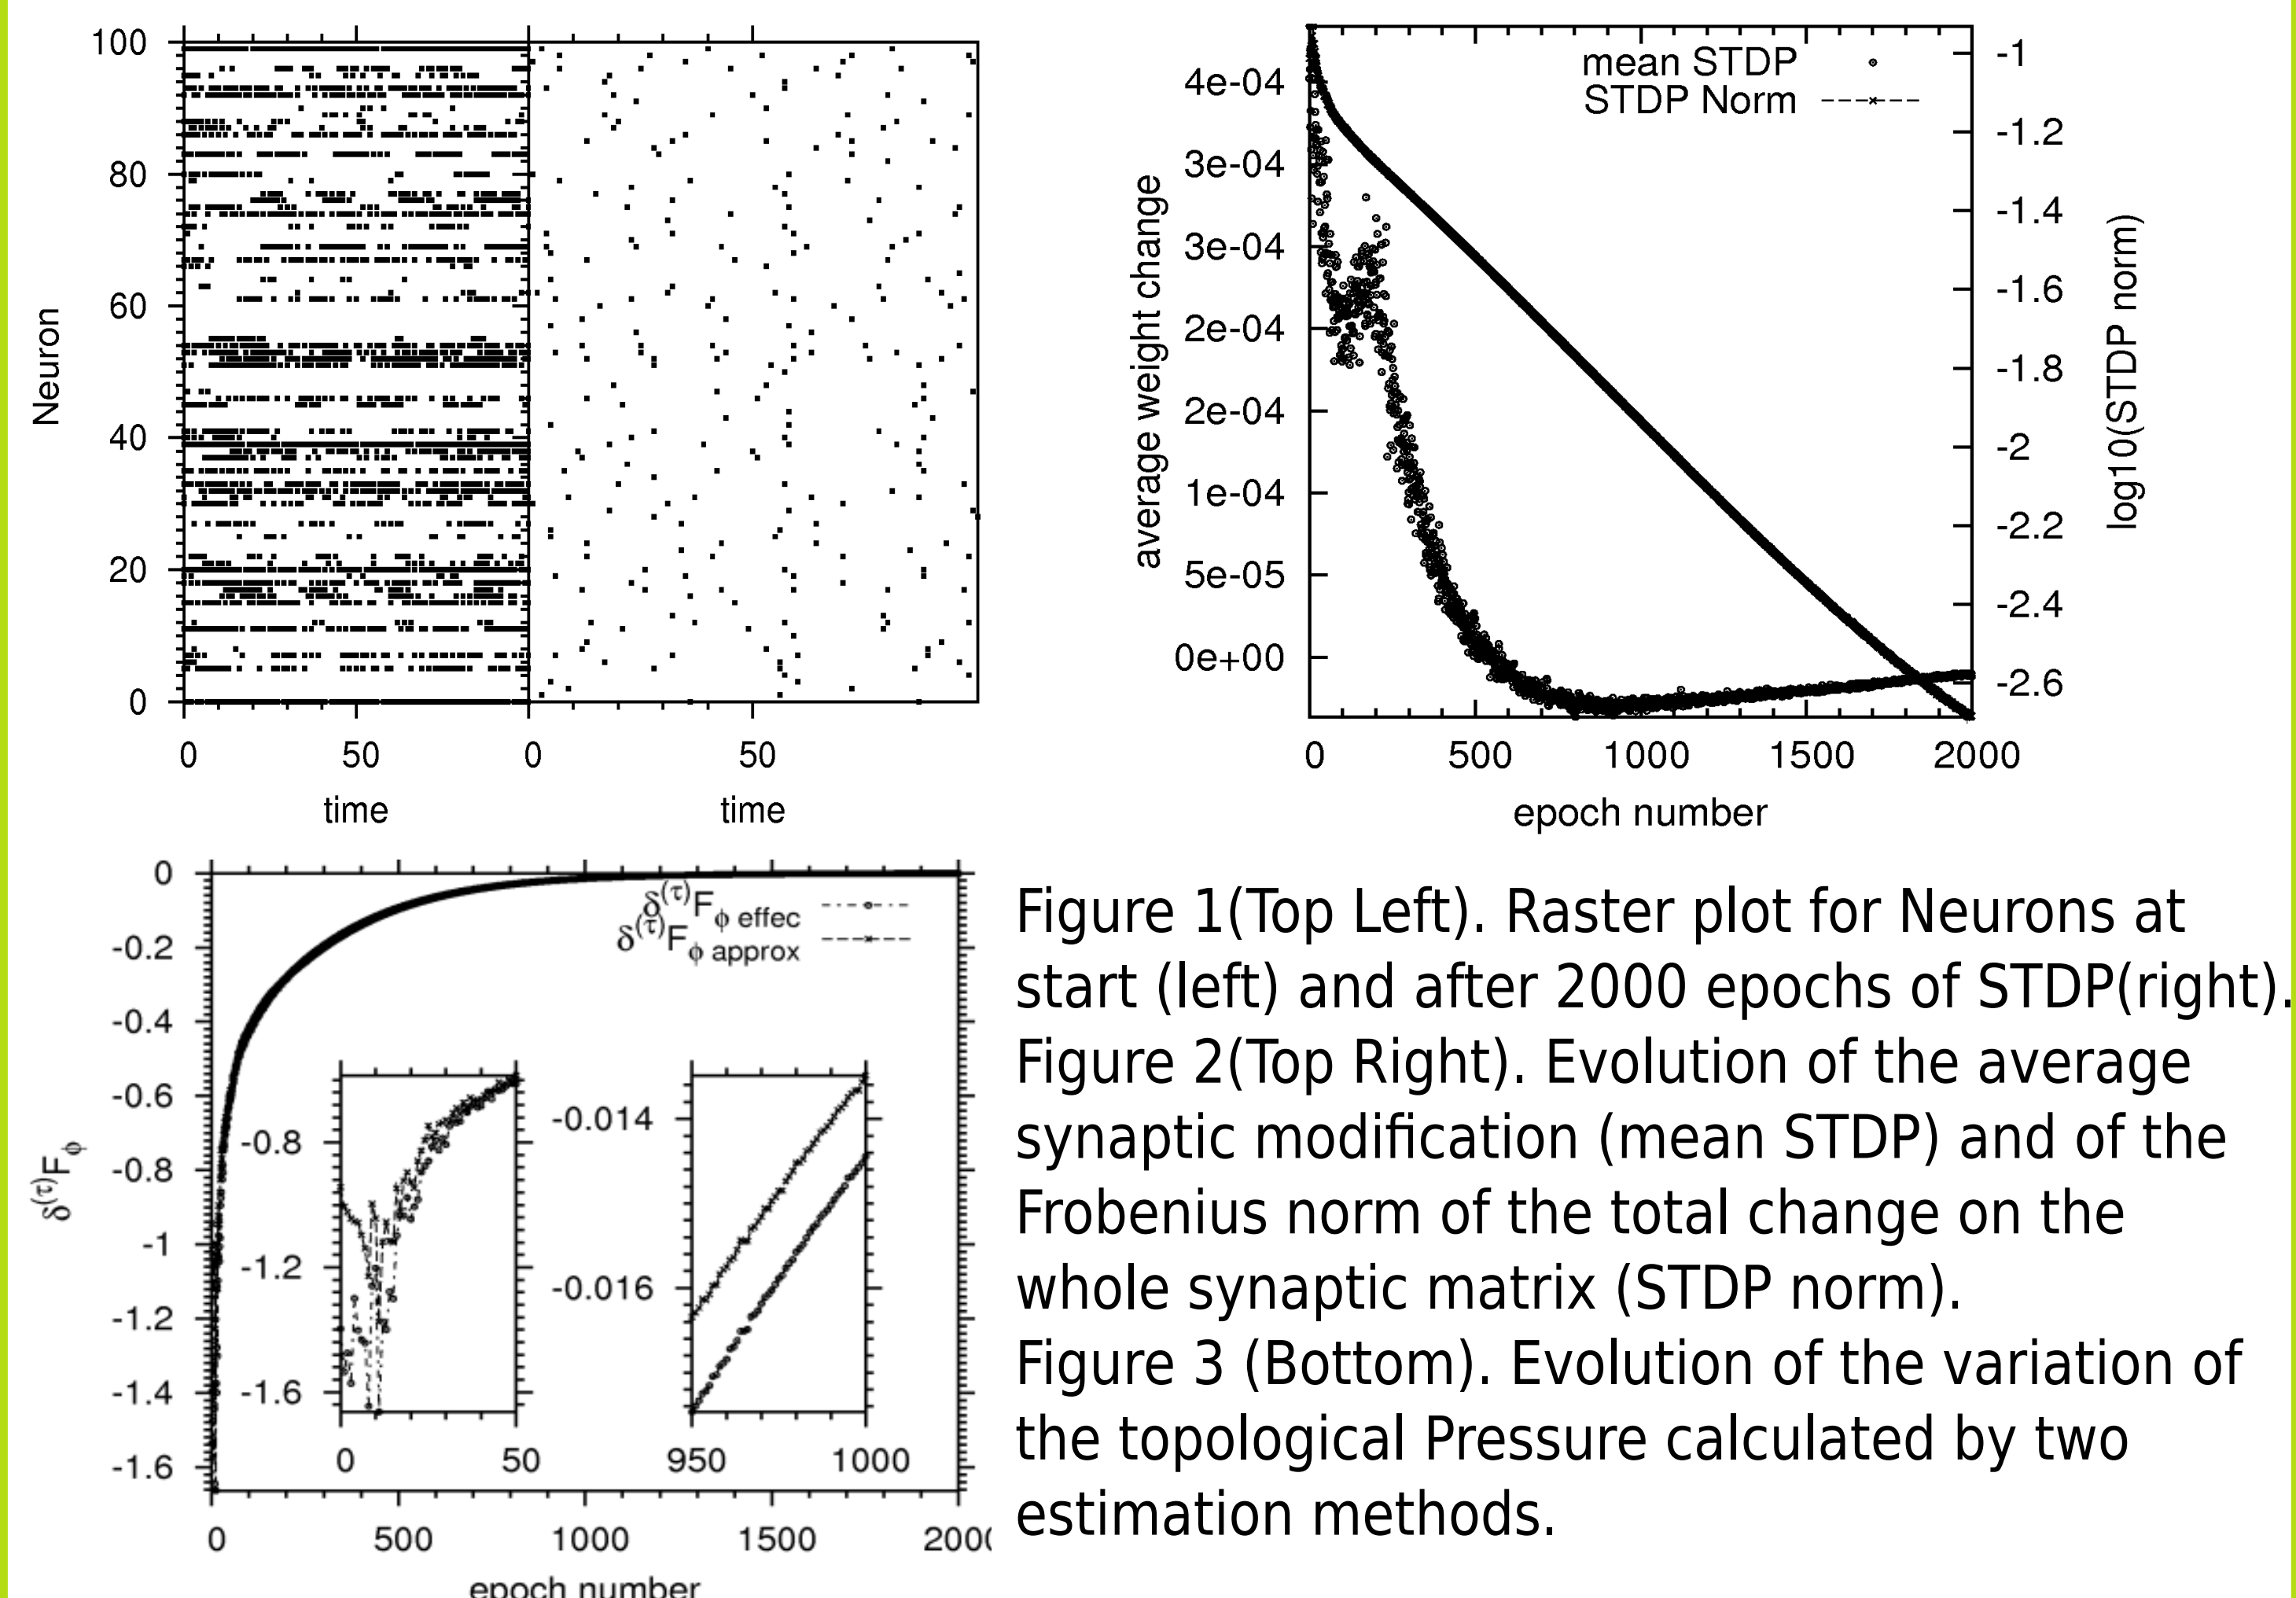 100
80
60
40
20
0
Neuron
0
50
0
50
time
time
mean STDP
STDP Norm
4e-04
3e-04
3e-04
2e-04
2e-04
1e-04
5e-05
0e+00
average weight change
-1
-1.2
-1.4
-1.6
-1.8
-2
-2.2
-2.4
-2.6
log10(STDP norm)
0
500
1000
1500
2000
epoch number
0
-0.2
-0.4
-0.6
-0.8
-1
-1.2
-1.4
-1.6
δ(τ)Fϕ
δ(τ)Fϕ effec
δ(τ)Fϕ approx
-0.8
-1.2
-1.6
0
50
-0.014
-0.016
950
1000
0
500
1000
1500
2000
epoch number
Figure 1(Top Left). Raster plot for Neurons at
start (left) and after 2000 epochs of STDP(right).
Figure 2(Top Right). Evolution of the average
synaptic modification (mean STDP) and of the
Frobenius norm of the total change on the
whole synaptic matrix (STDP norm).
Figure 3 (Bottom). Evolution of the variation of
the topological Pressure calculated by two
estimation methods.